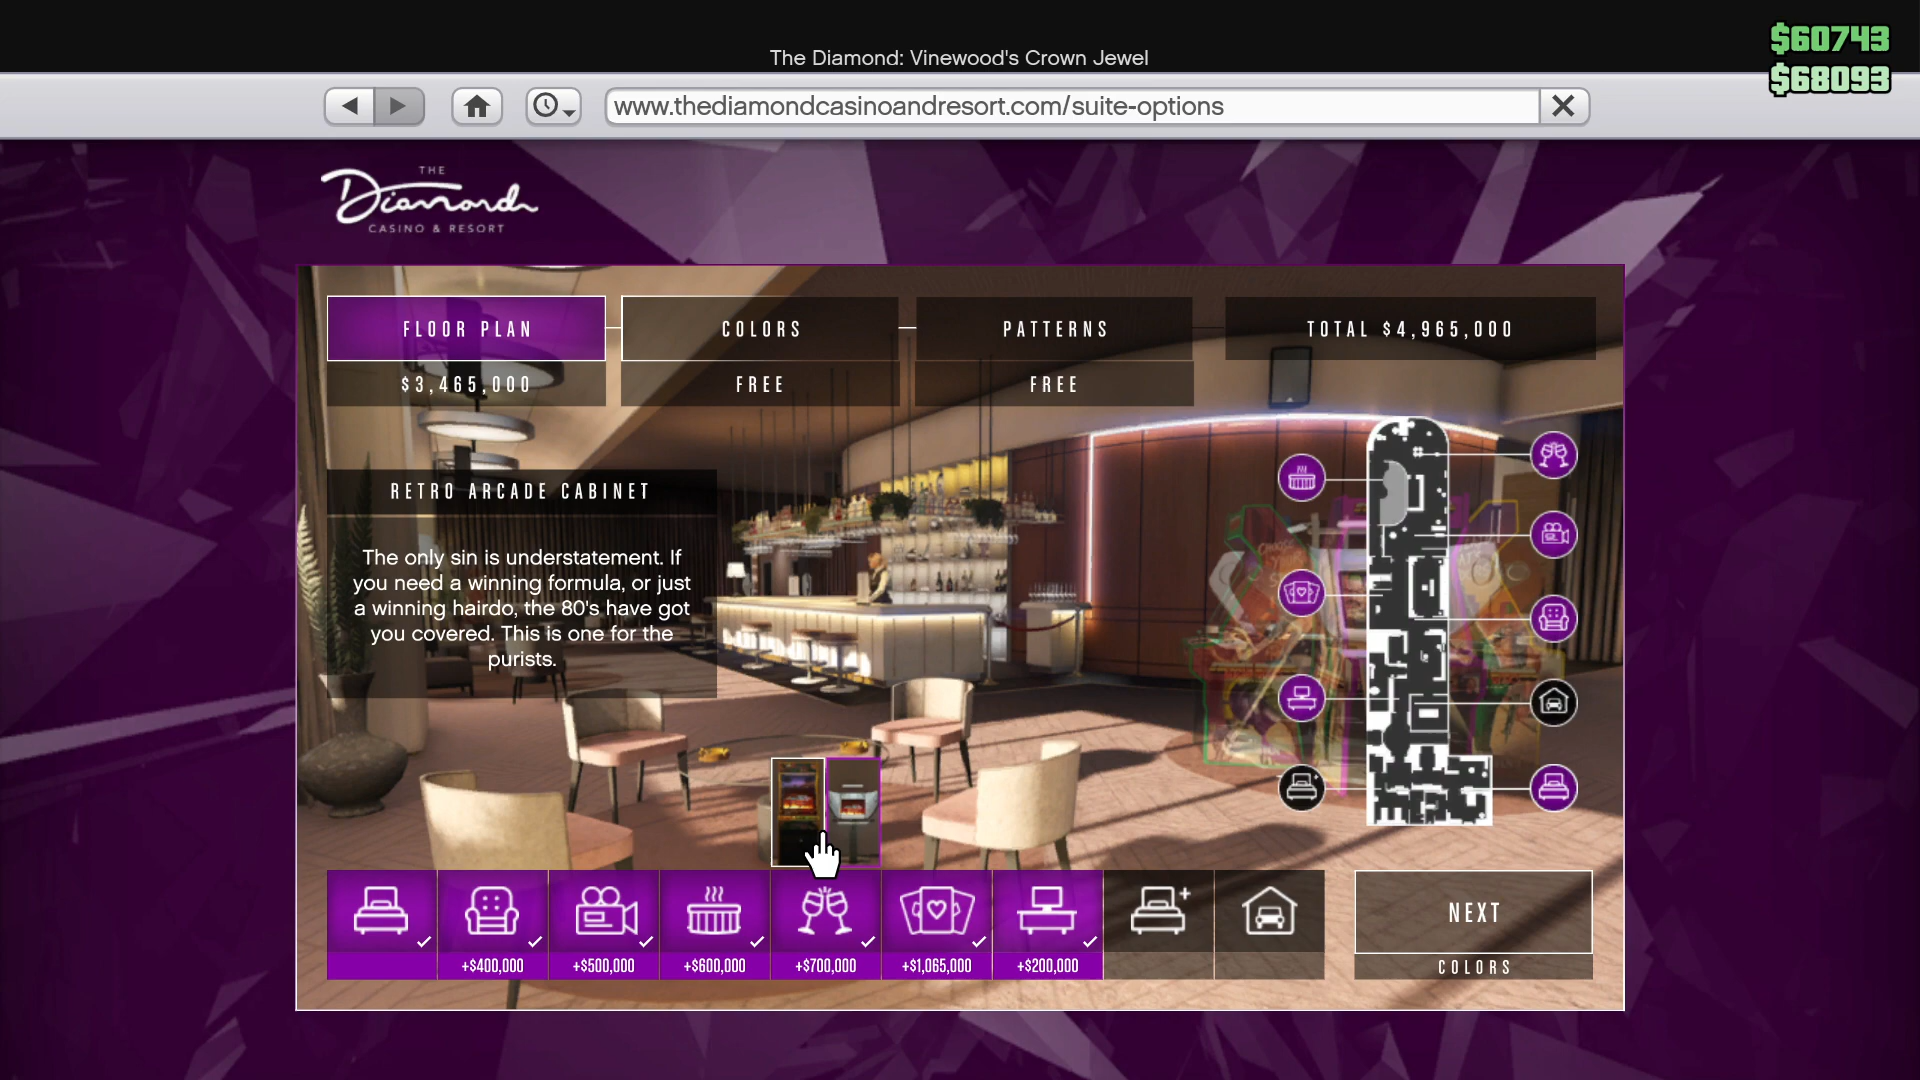 The Diamond: Vinewood's Crown Jewel
$60743
$68093
www.thediamondcasinoandresort.com/suite-options
THE
Diamond
CASINO & RESORT
FLOOR PLAN
COLORS
PATTERNS
TOTAL $4,965,000
$3,465,000
FREE
FREE
RETRO ARCADE CABINET
The only sin is understatement. If
you need a winning formula, or just
a winning hairdo, the 80's have got
you covered. This is one for the
purists.
NEXT
+$400,000
+$500,000
+$600,000
+$700,000
+$1,065,000
+$200,000
COLORS